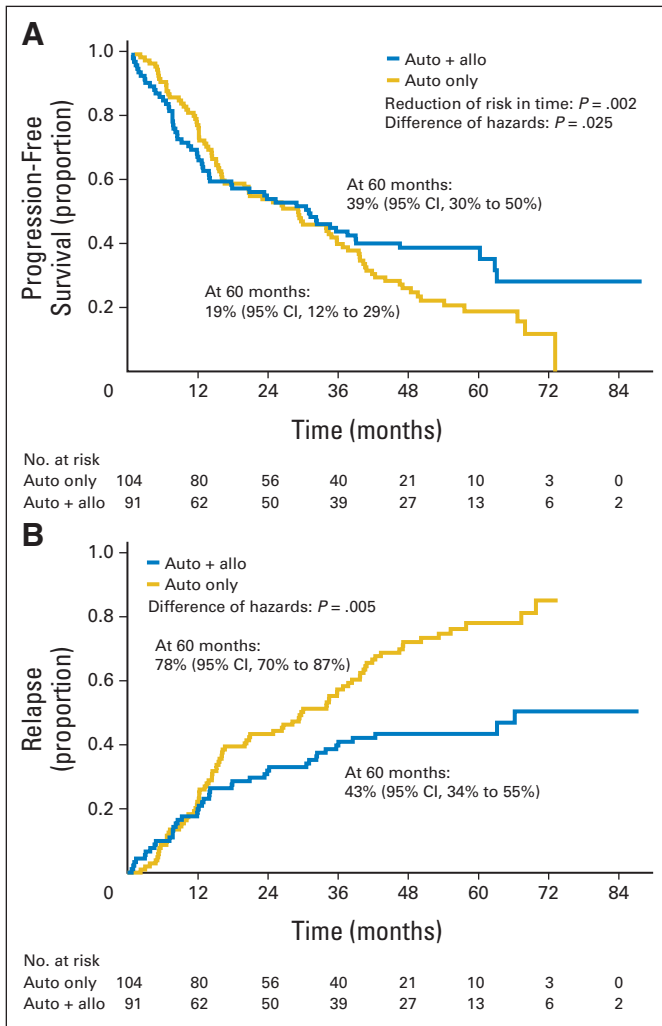 A
1.0
0.8
0.6
0.4
0.2
0
12
24
36
48
60
72
84
Progression-Free
Survival (proportion)
Time (months)
Auto + allo
Auto only
Reduction of risk in time: P = .002
Difference of hazards: P = .025
At 60 months:
39% (95% CI, 30% to 50%)
At 60 months:
19% (95% CI, 12% to 29%)
No. at risk
Auto only 104 80 56 40 21 10 3 0
Auto + allo 91 62 50 39 27 13 6 2
B
1.0
0.8
0.6
0.4
0.2
0
12
24
36
48
60
72
84
Relapse
(proportion)
Time (months)
Auto + allo
Auto only
Difference of hazards: P = .005
At 60 months:
78% (95% CI, 70% to 87%)
At 60 months:
43% (95% CI, 34% to 55%)
No. at risk
Auto only 104 80 56 40 21 10 3 0
Auto + allo 91 62 50 39 27 13 6 2